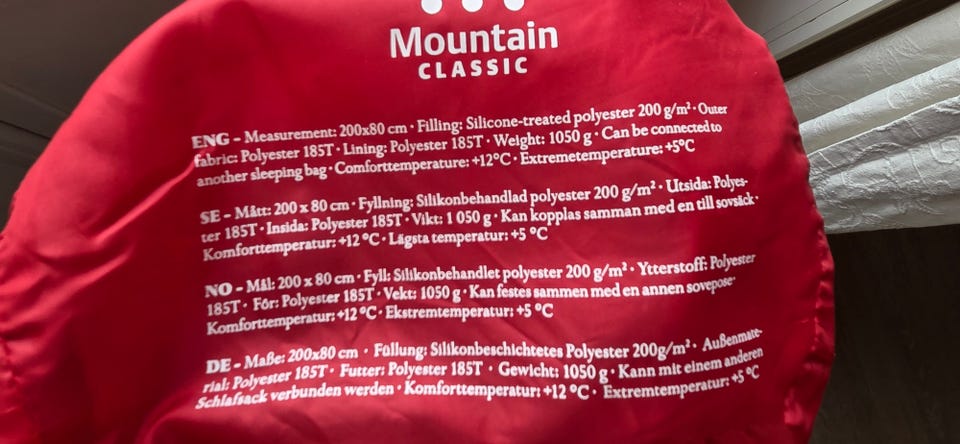 Mountain
CLASSIC
ENG - Measurement: 200x80 cm · Filling: Silicone-treated polyester 200 g/m² · Outer
fabric: Polyester 185T · Lining: Polyester 185T · Weight: 1050 g · Can be connected to
another sleeping bag · Comforttemperature: +12°C · Extremetemperature: +5°C
SE - Mått: 200 x 80 cm · Fyllning: Silikonbehandlad polyester 200 g/m² · Utsida: Polyes-
ter 185T · Insida: Polyester 185T · Vikt: 1 050 g · Kan kopplas samman med en till sovsäck ·
Komforttemperatur: +12 °C · Lägsta temperatur: +5 °C
NO - Mål: 200 x 80 cm · Fyll: Silikonbehandlet polyester 200 g/m² · Ytterstoff: Polyester
185T · Fór: Polyester 185T · Vekt: 1050 g · Kan festes sammen med en annen sovepose ·
Komforttemperatur: +12 °C · Ekstremtemperatur: +5 °C
DE - Maße: 200x80 cm · Füllung: Silikonbeschichtetes Polyester 200g/m² · Außenmate-
rial: Polyester 185T · Futter: Polyester 185T · Gewicht: 1050 g · Kann mit einem anderen
Schlafsack verbunden werden · Komforttemperatur: +12 °C · Extremtemperatur: +5 °C